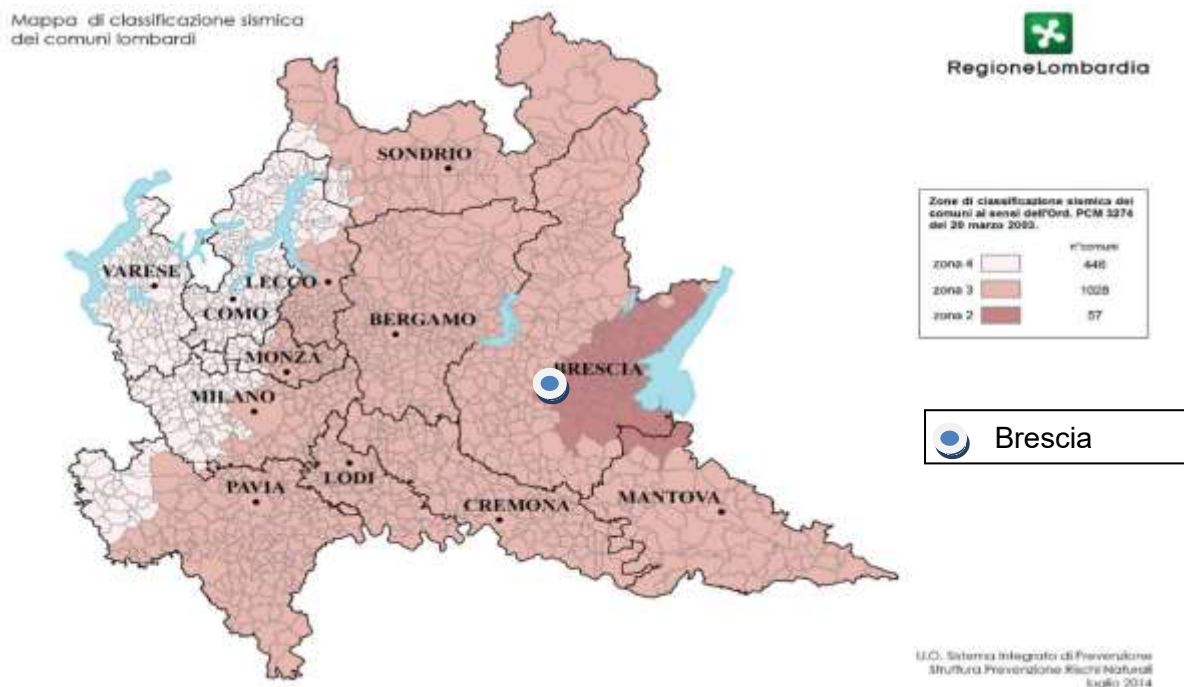 Mappa di classificazione sismica
dei comuni lombardi
RegioneLombardia
SONDRIO
VARESE
LECCO
COMO
BERGAMO
MONZA
BRESCIA
MILANO
PAVIA
LODI
CREMONA
MANTOVA
Zone di classificazione sismica dei
comuni ai sensi dell'Ord. PCM 3274
del 20 marzo 2003.
n°comuni
zona 4 446
zona 3 1028
zona 2 57
Brescia
U.O. Sistema Integrato di Prevenzione
Struttura Prevenzione Rischi Naturali
luglio 2014